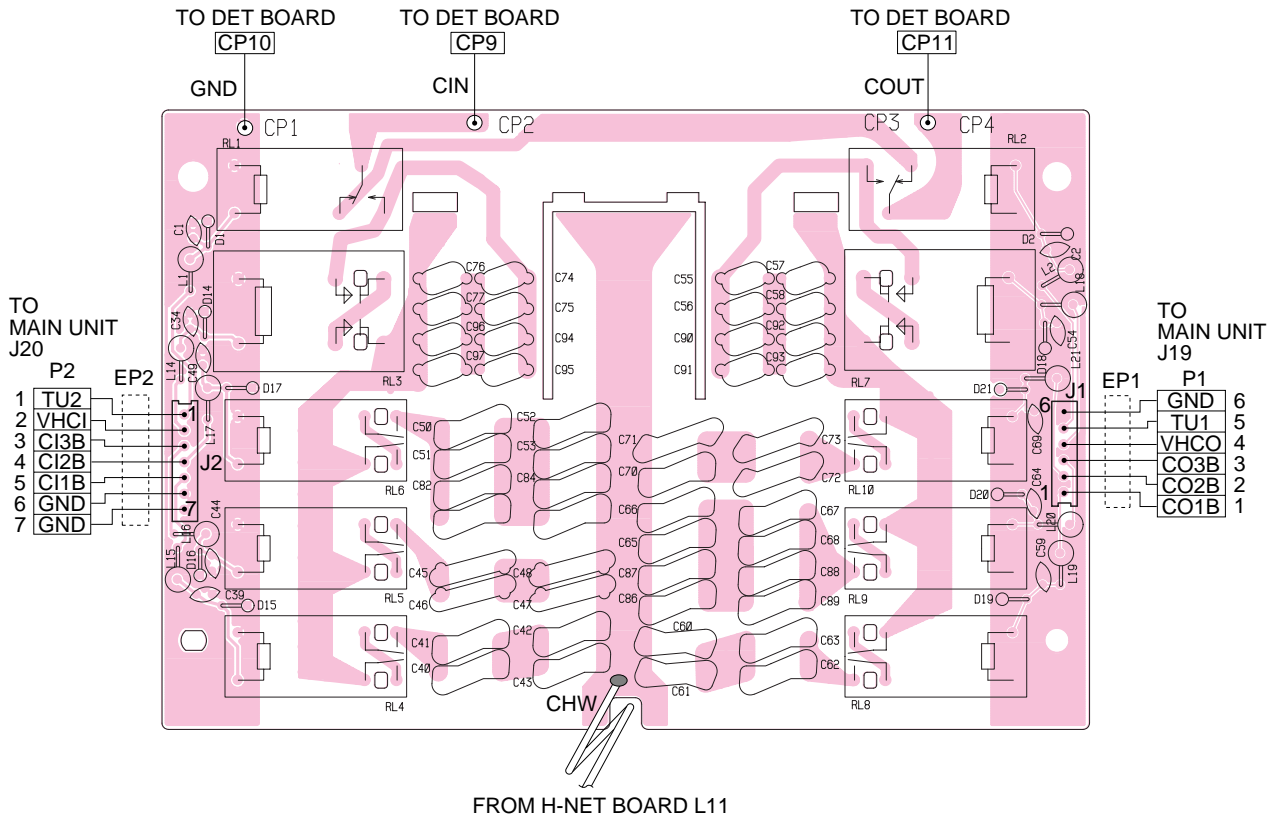 TO DET BOARD
CP10
GND
TO DET BOARD
CP9
CIN
TO DET BOARD
CP11
COUT
CP1
CP2
CP3
CP4
RL1
RL2
C1
D1
L1
D14
C34
L14
C49
D17
L17
RL3
D2
C2
L2
L18
C54
D18
L21
D21
RL7
C76
C74
C77
C75
C96
C94
C97
C95
C57
C55
C58
C56
C92
C90
C93
C91
TO
MAIN UNIT
J20
P2
EP2
1 TU2
2 VHCI
3 CI3B
4 CI2B
5 CI1B
6 GND
7 GND
1
J2
7
TO
MAIN UNIT
J19
P1
EP1
GND 6
TU1 5
VHCO 4
CO3B 3
CO2B 2
CO1B 1
J1
6
1
C50
C52
C51
C53
C82
C84
RL6
C71
C73
C70
C72
RL10
C69
C64
D20
L20
C44
L16
L15
D16
C39
D15
C66
C67
C65
C68
C45
C48
C46
C47
RL5
C87
C88
C86
C89
RL9
C59
L19
D19
C41
C42
C40
C43
RL4
C60
C63
C62
C61
RL8
CHW
FROM H-NET BOARD L11